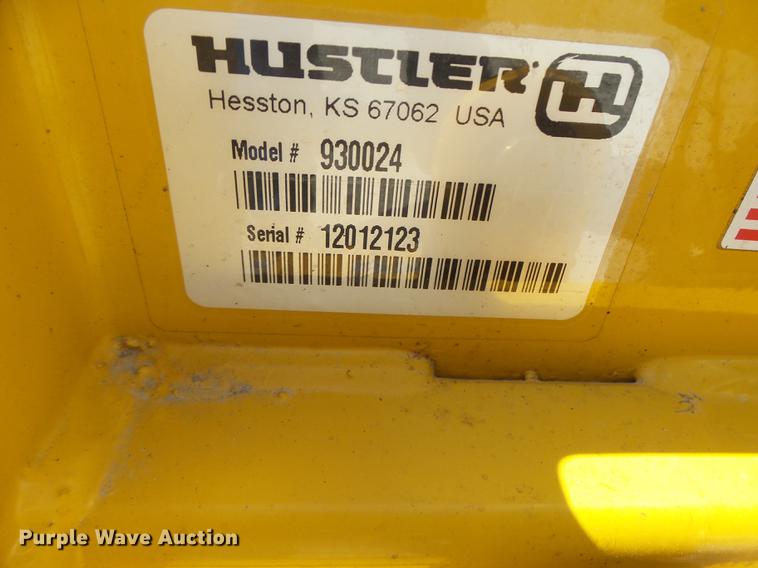 HUSTLER H
Hesston, KS 67062 USA
Model # 930024
Serial # 12012123
Purple Wave Auction